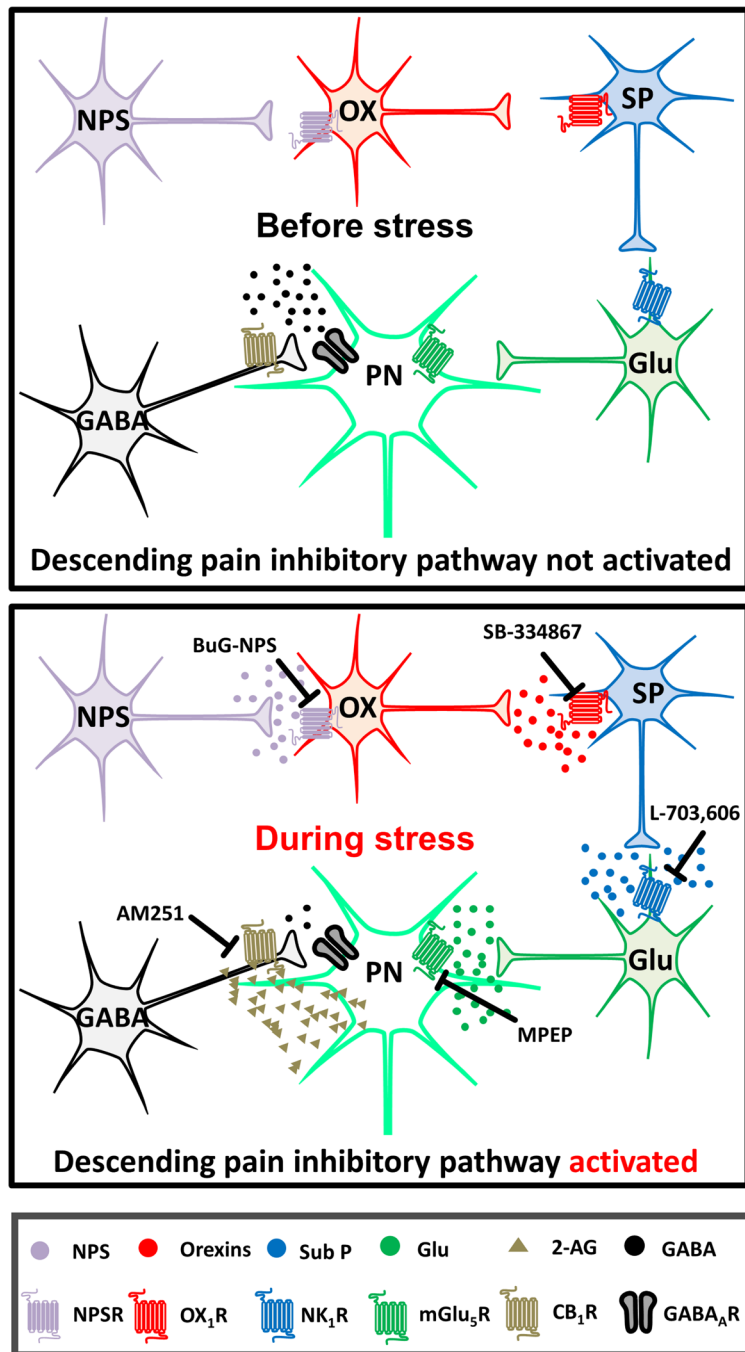 NPS
OX
SP
Before stress
GABA
PN
Glu
Descending pain inhibitory pathway not activated
BuG-NPS
SB-334867
NPS
OX
SP
L-703,606
During stress
AM251
GABA
PN
Glu
MPEP
Descending pain inhibitory pathway activated
NPS Orexins Sub P Glu 2-AG GABA
NPSR OX₁R NK₁R mGlu₅R CB₁R GABA_AR